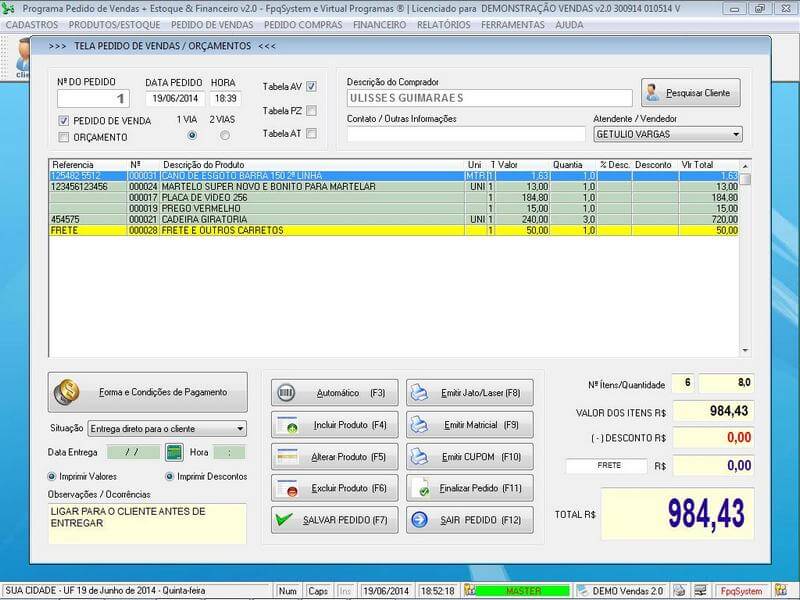 Programa Pedido de Vendas + Estoque & Financeiro v2.0 - FpqSystem e Virtual Programas ® | Licenciado para DEMONSTRAÇÃO VENDAS v2.0 300914 010514 V
CADASTROS PRODUTOS/ESTOQUE PEDIDO DE VENDAS PEDIDO COMPRAS FINANCEIRO RELATÓRIOS FERRAMENTAS AJUDA
>>> TELA PEDIDO DE VENDAS / ORÇAMENTOS <<<
Nº DO PEDIDO DATA PEDIDO HORA
1 19/06/2014 18:39
PEDIDO DE VENDA 1 VIA 2 VIAS
ORÇAMENTO
Tabela AV
Tabela PZ
Tabela AT
Descrição do Comprador
ULISSES GUIMARAES
Pesquisar Cliente
Contato / Outras Informações
Atendente / Vendedor
GETULIO VARGAS
Referencia Nº Descrição do Produto Uni T Valor Quantia % Desc. Desconto Vlr Total
125482 5512 000031 CANO DE ESGOTO BARRA 150 2ª LINHA MTR 1 1,63 1,0 1,63
123456123456 000024 MARTELO SUPER NOVO E BONITO PARA MARTELAR UNI 1 13,00 1,0 13,00
000017 PLACA DE VIDEO 256 1 184,80 1,0 184,80
000019 PREGO VERMELHO 1 15,00 1,0 15,00
454575 000021 CADEIRA GIRATORIA UNI 1 240,00 3,0 720,00
FRETE 000028 FRETE E OUTROS CARRETOS 1 50,00 1,0 50,00
Forma e Condições de Pagamento
Situação Entrega direto para o cliente
Data Entrega / / Hora :
Imprimir Valores Imprimir Descontos
Observações / Ocorrências
LIGAR PARA O CLIENTE ANTES DE
ENTREGAR
Automático (F3)
Emitir Jato/Laser (F8)
Incluir Produto (F4)
Emitir Matricial (F9)
Alterar Produto (F5)
Emitir CUPOM (F10)
Excluir Produto (F6)
Finalizar Pedido (F11)
SALVAR PEDIDO (F7)
SAIR PEDIDO (F12)
Nº Ítens/Quantidade 6 8,0
VALOR DOS ITENS R$ 984,43
( - ) DESCONTO R$ 0,00
FRETE R$ 0,00
TOTAL R$ 984,43
SUA CIDADE - UF 19 de Junho de 2014 - Quinta-feira Num Caps Ins 19/06/2014 18:52:18 MASTER DEMO Vendas 2.0 FpqSystem